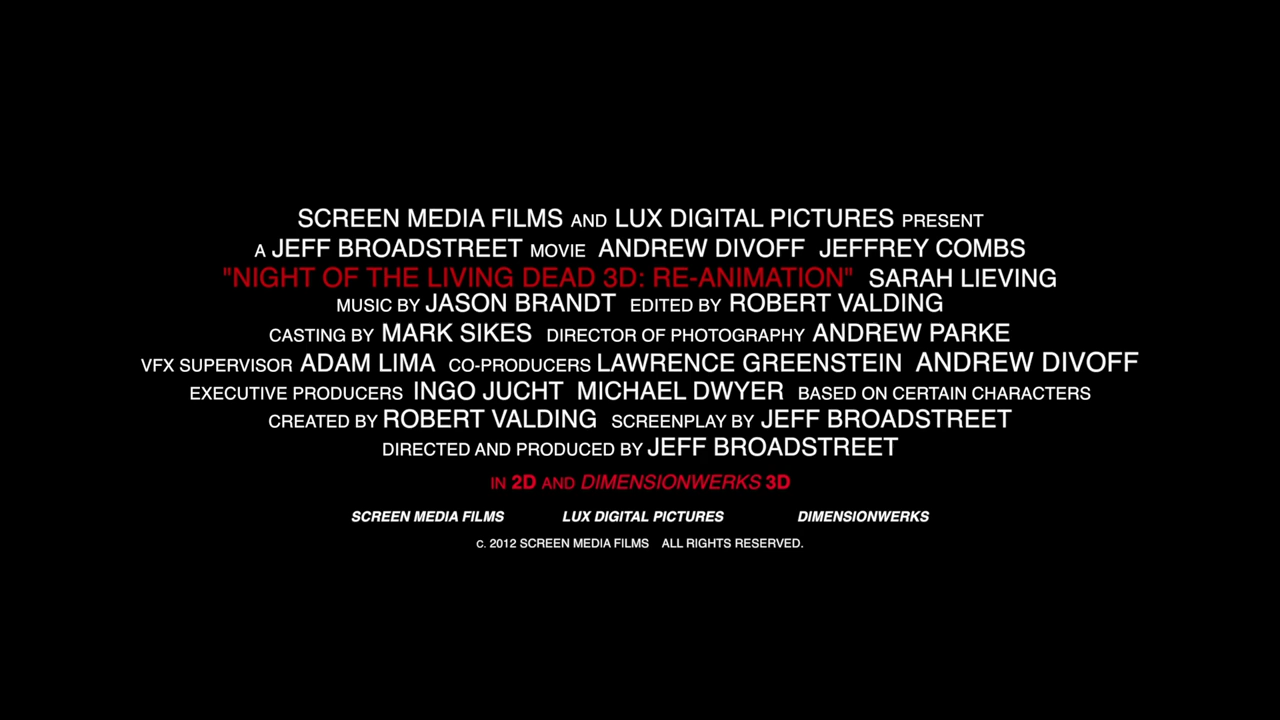 SCREEN MEDIA FILMS AND LUX DIGITAL PICTURES PRESENT
A JEFF BROADSTREET MOVIE ANDREW DIVOFF JEFFREY COMBS
"NIGHT OF THE LIVING DEAD 3D: RE-ANIMATION" SARAH LIEVING
MUSIC BY JASON BRANDT EDITED BY ROBERT VALDING
CASTING BY MARK SIKES DIRECTOR OF PHOTOGRAPHY ANDREW PARKE
VFX SUPERVISOR ADAM LIMA CO-PRODUCERS LAWRENCE GREENSTEIN ANDREW DIVOFF
EXECUTIVE PRODUCERS INGO JUCHT MICHAEL DWYER BASED ON CERTAIN CHARACTERS
CREATED BY ROBERT VALDING SCREENPLAY BY JEFF BROADSTREET
DIRECTED AND PRODUCED BY JEFF BROADSTREET
IN 2D AND DIMENSIONWERKS 3D
SCREEN MEDIA FILMS LUX DIGITAL PICTURES DIMENSIONWERKS
c. 2012 SCREEN MEDIA FILMS ALL RIGHTS RESERVED.